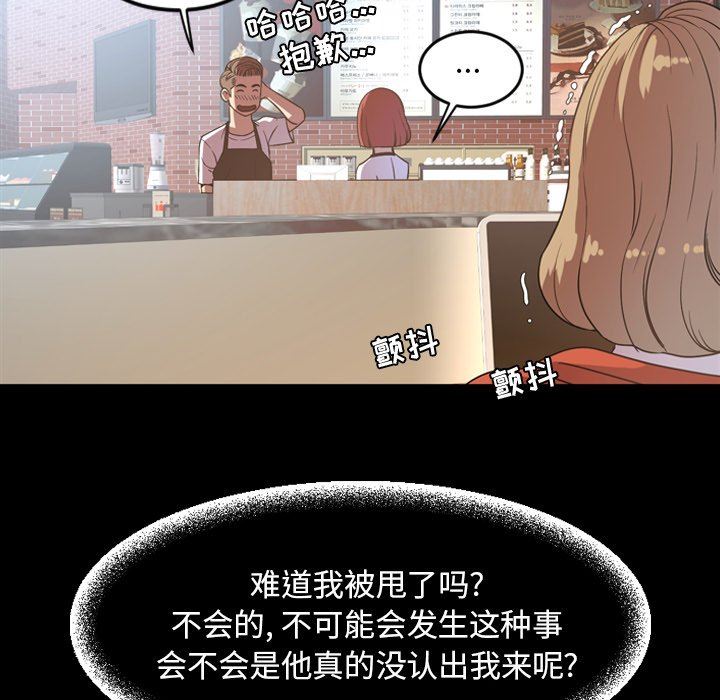 哈哈哈…
抱歉…
…
颤抖
颤抖
难道我被甩了吗?
不会的, 不可能会发生这种事
会不会是他真的没认出我来呢?